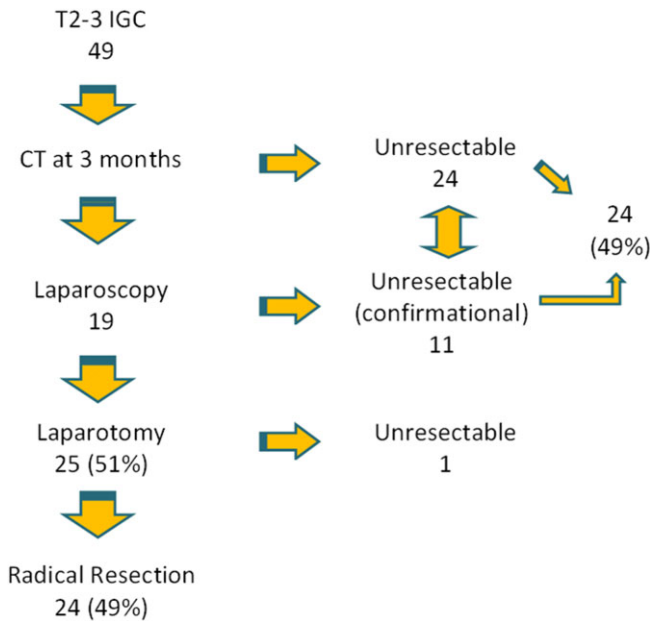 T2-3 IGC
49
CT at 3 months
Unresectable
24
24
(49%)
Laparoscopy
19
Unresectable
(confirmational)
11
Laparotomy
25 (51%)
Unresectable
1
Radical Resection
24 (49%)